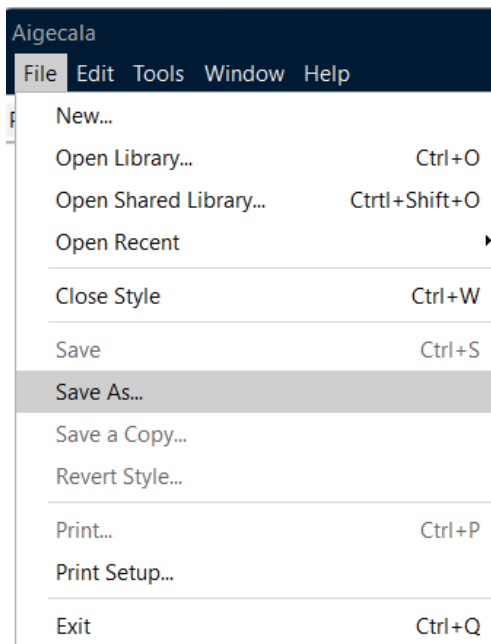 Aigecala
File Edit Tools Window Help
New...
Open Library... Ctrl+O
Open Shared Library... Ctrtl+Shift+O
Open Recent
Close Style Ctrl+W
Save Ctrl+S
Save As...
Save a Copy...
Revert Style...
Print... Ctrl+P
Print Setup...
Exit Ctrl+Q